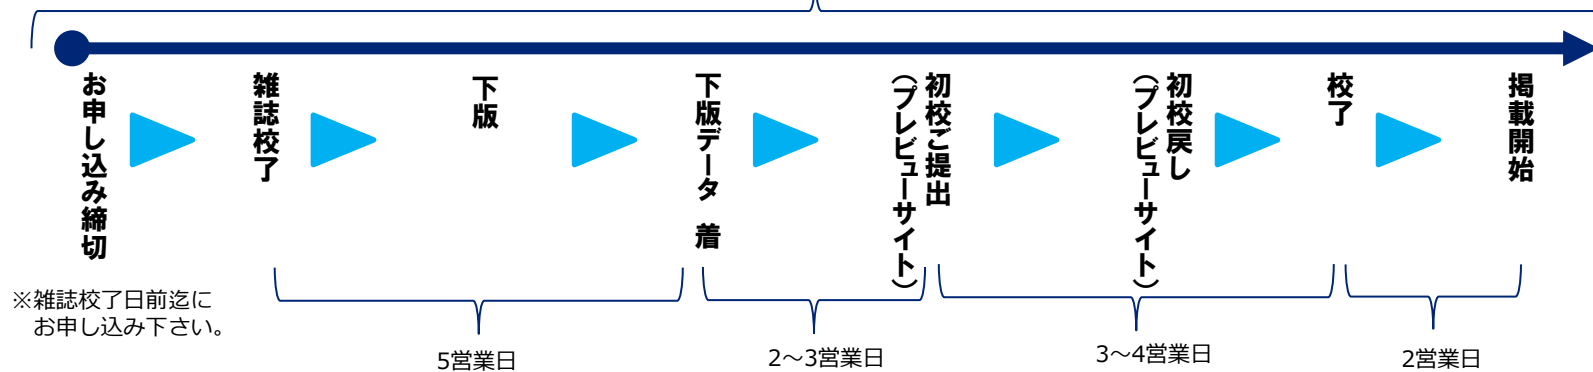 お申し込み締切
雑誌校了
下版
下版データ　着
初校ご提出
（プレビューサイト）
初校戻し
（プレビューサイト）
校了
掲載開始
※雑誌校了日前迄に
お申し込み下さい。
5営業日
2～3営業日
3～4営業日
2営業日